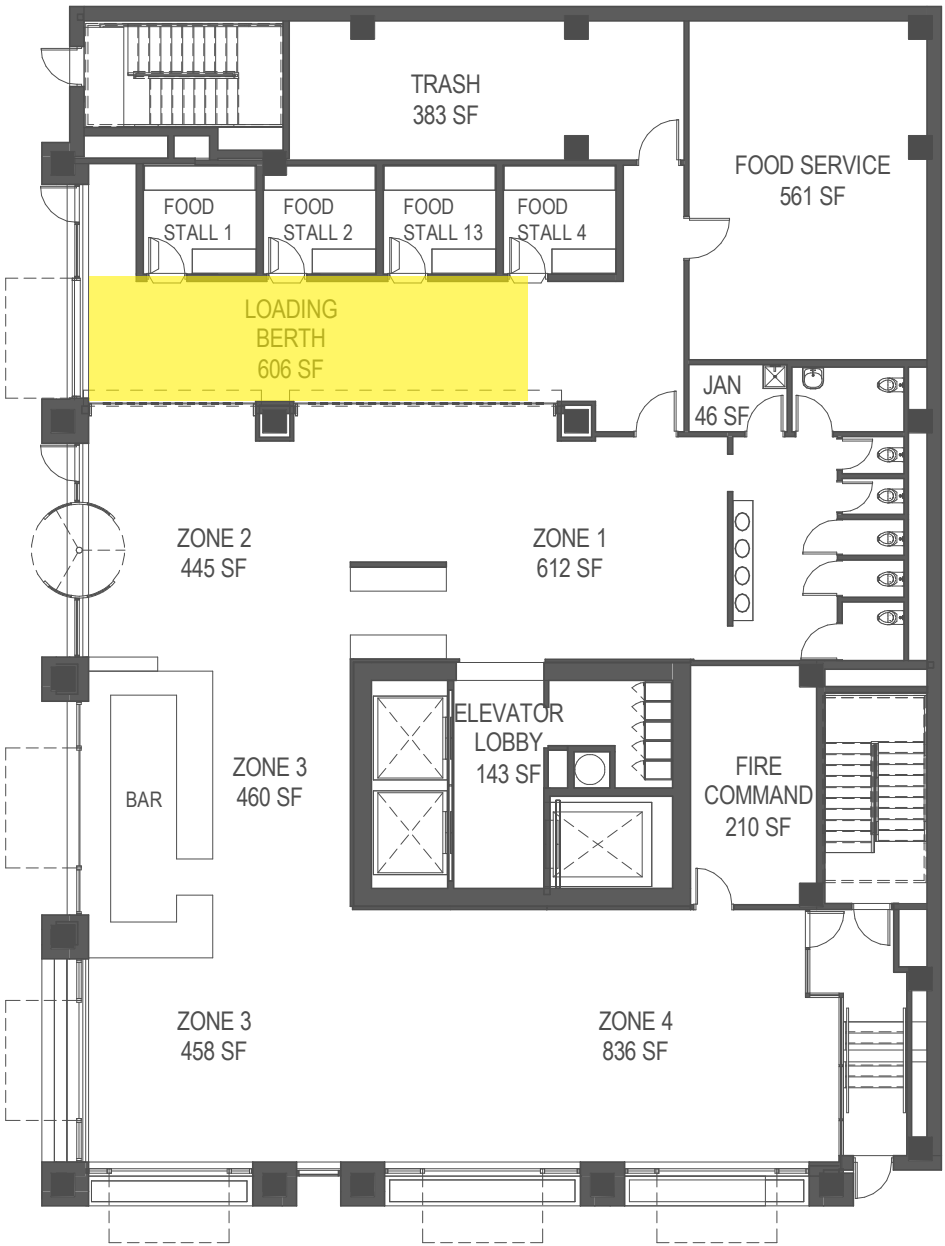 TRASH
383 SF
FOOD SERVICE
561 SF
FOOD
STALL 1
FOOD
STALL 2
FOOD
STALL 13
FOOD
STALL 4
LOADING
BERTH
606 SF
JAN
46 SF
ZONE 2
445 SF
ZONE 1
612 SF
ELEVATOR
LOBBY
143 SF
ZONE 3
460 SF
BAR
FIRE
COMMAND
210 SF
ZONE 3
458 SF
ZONE 4
836 SF